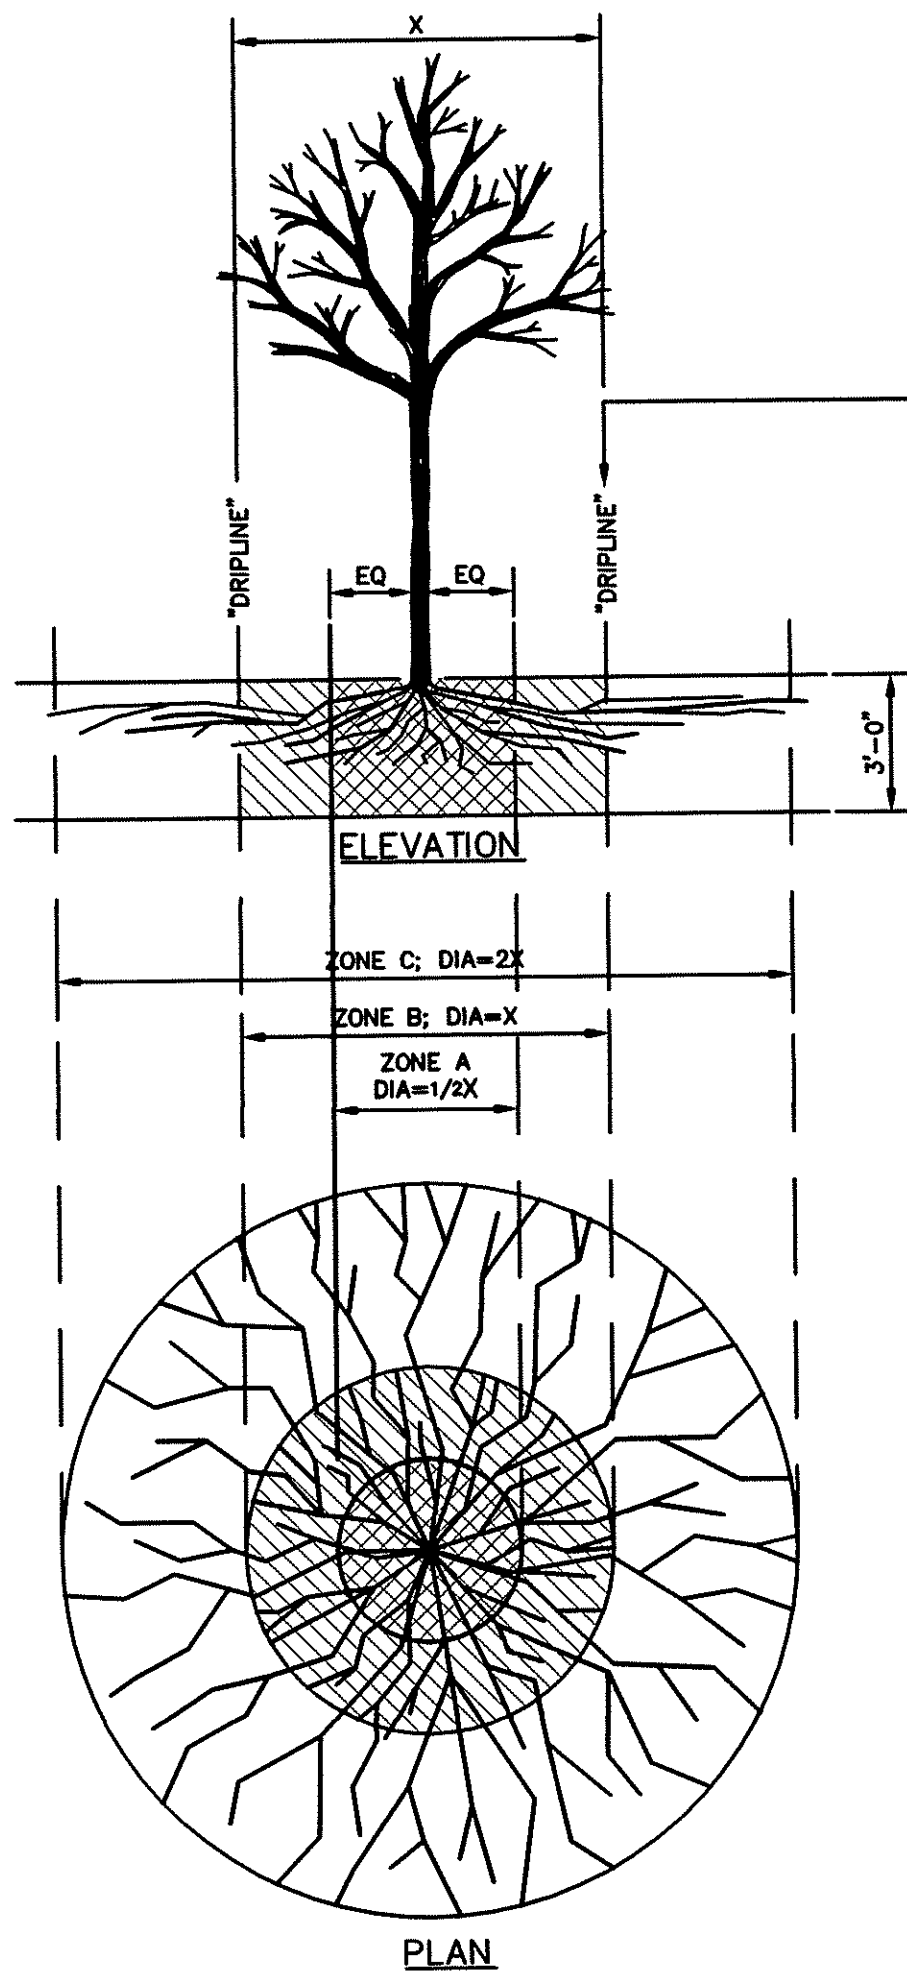 X
"DRIPLINE"
"DRIPLINE"
EQ
EQ
3'-0"
ELEVATION
ZONE C; DIA=2X
ZONE B; DIA=X
ZONE A
DIA=1/2X
PLAN